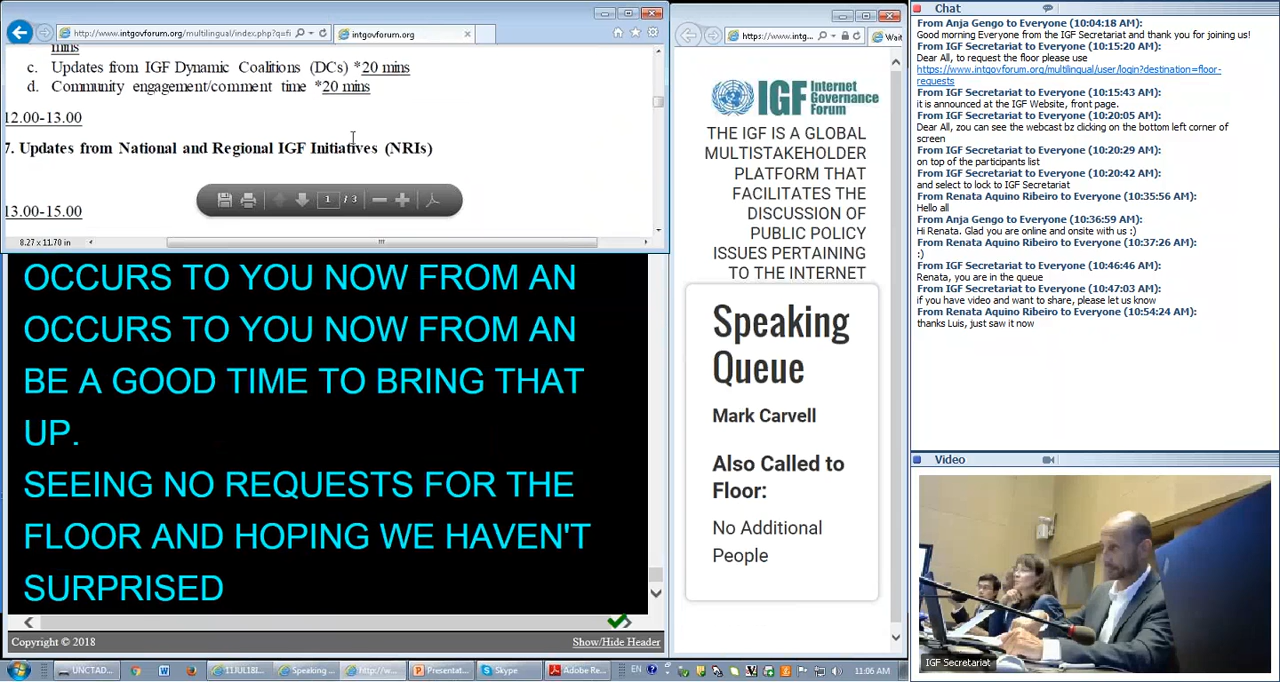 http://www.intgovforum.org/multilingual/index.php?q=fi
intgovforum.org
mins
c. Updates from IGF Dynamic Coalitions (DCs) *20 mins
d. Community engagement/comment time *20 mins
12.00-13.00
7. Updates from National and Regional IGF Initiatives (NRIs)
1 / 3
13.00-15.00
8.27 x 11.70 in
OCCURS TO YOU NOW FROM AN
OCCURS TO YOU NOW FROM AN
BE A GOOD TIME TO BRING THAT
UP.
SEEING NO REQUESTS FOR THE
FLOOR AND HOPING WE HAVEN'T
SURPRISED
Copyright © 2018
Show/Hide Header
https://www.intg...
Wait
IGF Internet
Governance
Forum
THE IGF IS A GLOBAL
MULTISTAKEHOLDER
PLATFORM THAT
FACILITATES THE
DISCUSSION OF
PUBLIC POLICY
ISSUES PERTAINING
TO THE INTERNET
Speaking
Queue
Mark Carvell
Also Called to
Floor:
No Additional
People
Chat
From Anja Gengo to Everyone (10:04:18 AM):
Good morning Everyone from the IGF Secretariat and thank you for joining us!
From IGF Secretariat to Everyone (10:15:20 AM):
Dear All, to request the floor please use
https://www.intgovforum.org/multilingual/user/login?destination=floor-
requests
From IGF Secretariat to Everyone (10:15:43 AM):
it is announced at the IGF Website, front page.
From IGF Secretariat to Everyone (10:20:05 AM):
Dear All, zou can see the webcast bz clicking on the bottom left corner of
screen
From IGF Secretariat to Everyone (10:20:29 AM):
on top of the participants list
From IGF Secretariat to Everyone (10:20:42 AM):
and select to lock to IGF Secretariat
From Renata Aquino Ribeiro to Everyone (10:35:56 AM):
Hello all
From Anja Gengo to Everyone (10:36:59 AM):
Hi Renata. Glad you are online and onsite with us :)
From Renata Aquino Ribeiro to Everyone (10:37:26 AM):
:)
From IGF Secretariat to Everyone (10:46:46 AM):
Renata, you are in the queue
From IGF Secretariat to Everyone (10:47:03 AM):
if you have video and want to share, please let us know
From Renata Aquino Ribeiro to Everyone (10:54:24 AM):
thanks Luis, just saw it now
Video
IGF Secretariat
UNCTAD...
11JUL18I...
Speaking ...
http://w...
Presentat...
Skype
Adobe Re...
EN
11:06 AM